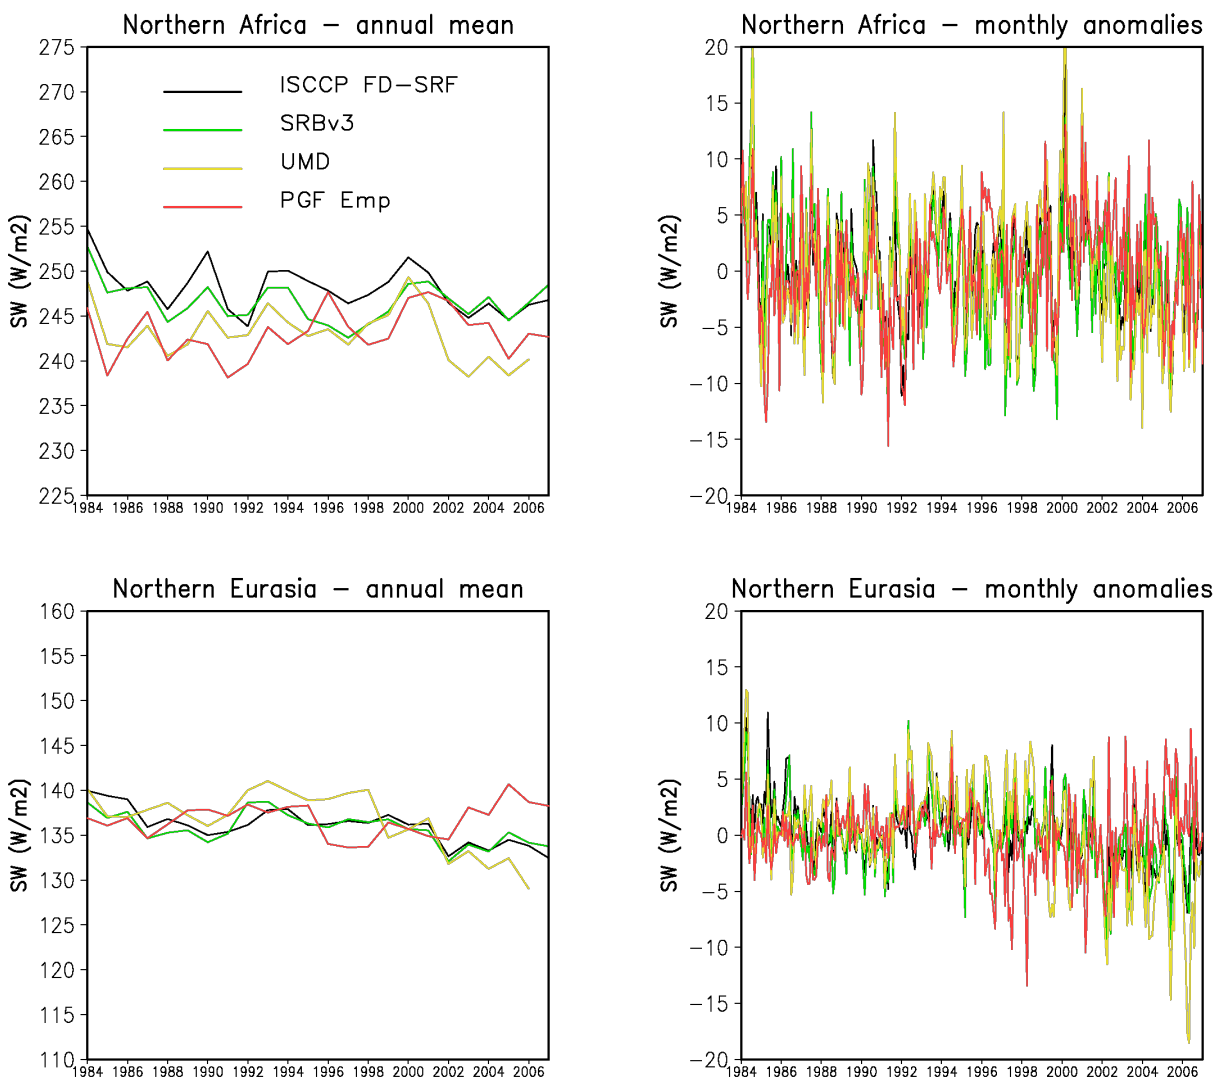 Northern Africa – annual mean
275
270
265
260
255
250
245
240
235
230
225
SW (W/m2)
ISCCP FD–SRF
SRBv3
UMD
PGF Emp
1984 1986 1988 1990 1992 1994 1996 1998 2000 2002 2004 2006
Northern Africa – monthly anomalies
20
15
10
5
0
–5
–10
–15
–20
SW (W/m2)
1984 1986 1988 1990 1992 1994 1996 1998 2000 2002 2004 2006
Northern Eurasia – annual mean
160
155
150
145
140
135
130
125
120
115
110
SW (W/m2)
1984 1986 1988 1990 1992 1994 1996 1998 2000 2002 2004 2006
Northern Eurasia – monthly anomalies
20
15
10
5
0
–5
–10
–15
–20
SW (W/m2)
1984 1986 1988 1990 1992 1994 1996 1998 2000 2002 2004 2006